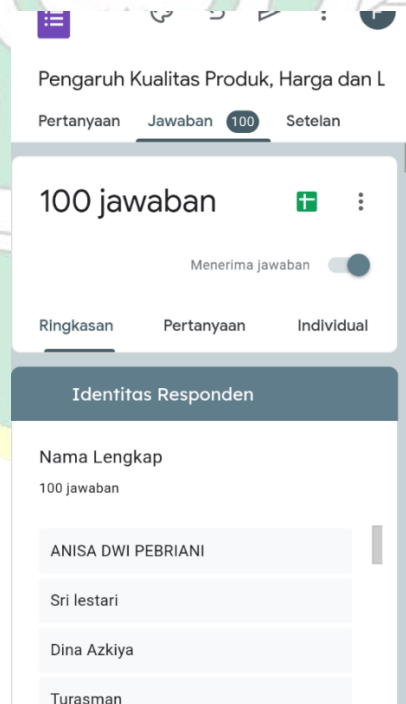 Pengaruh Kualitas Produk, Harga dan L
Pertanyaan Jawaban 100 Setelan
100 jawaban
Menerima jawaban
Ringkasan Pertanyaan Individual
Identitas Responden
Nama Lengkap
100 jawaban
ANISA DWI PEBRIANI
Sri lestari
Dina Azkiya
Turasman